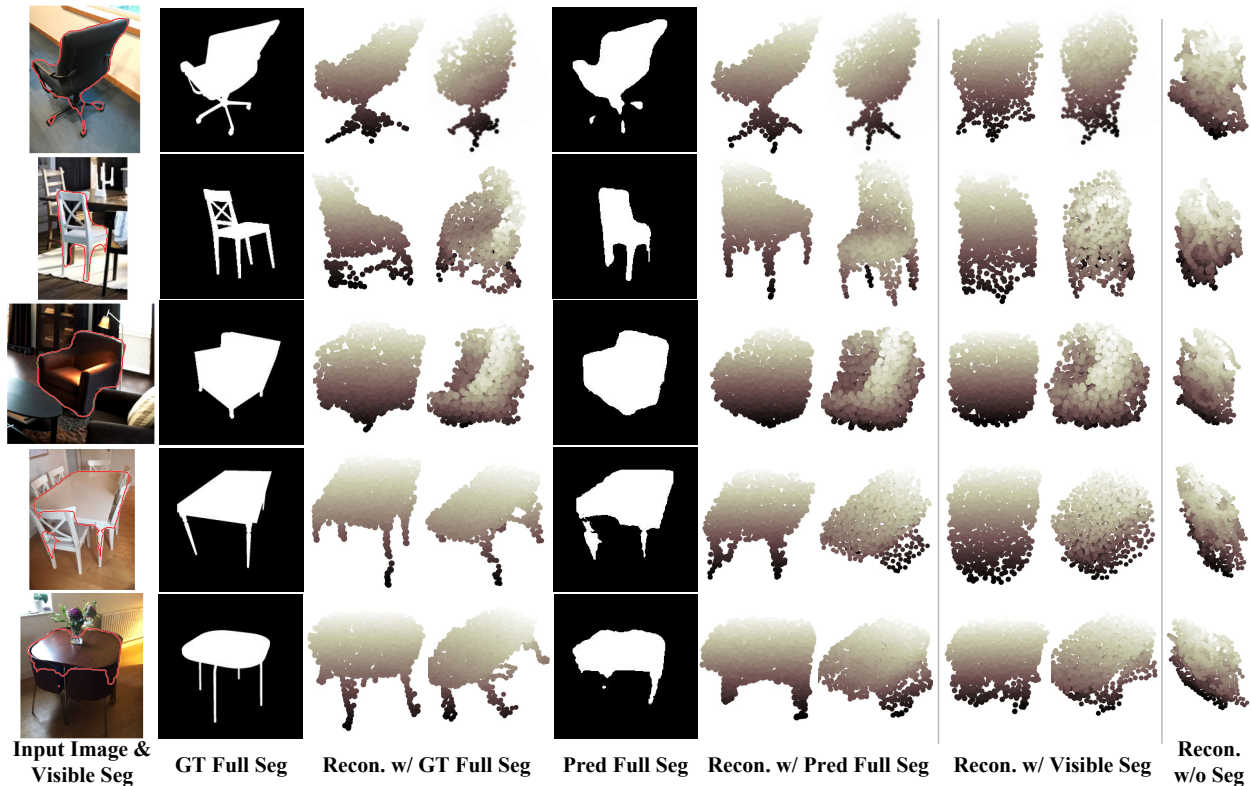 Input Image &
Visible Seg
GT Full Seg
Recon. w/ GT Full Seg
Pred Full Seg
Recon. w/ Pred Full Seg
Recon. w/ Visible Seg
Recon.
w/o Seg